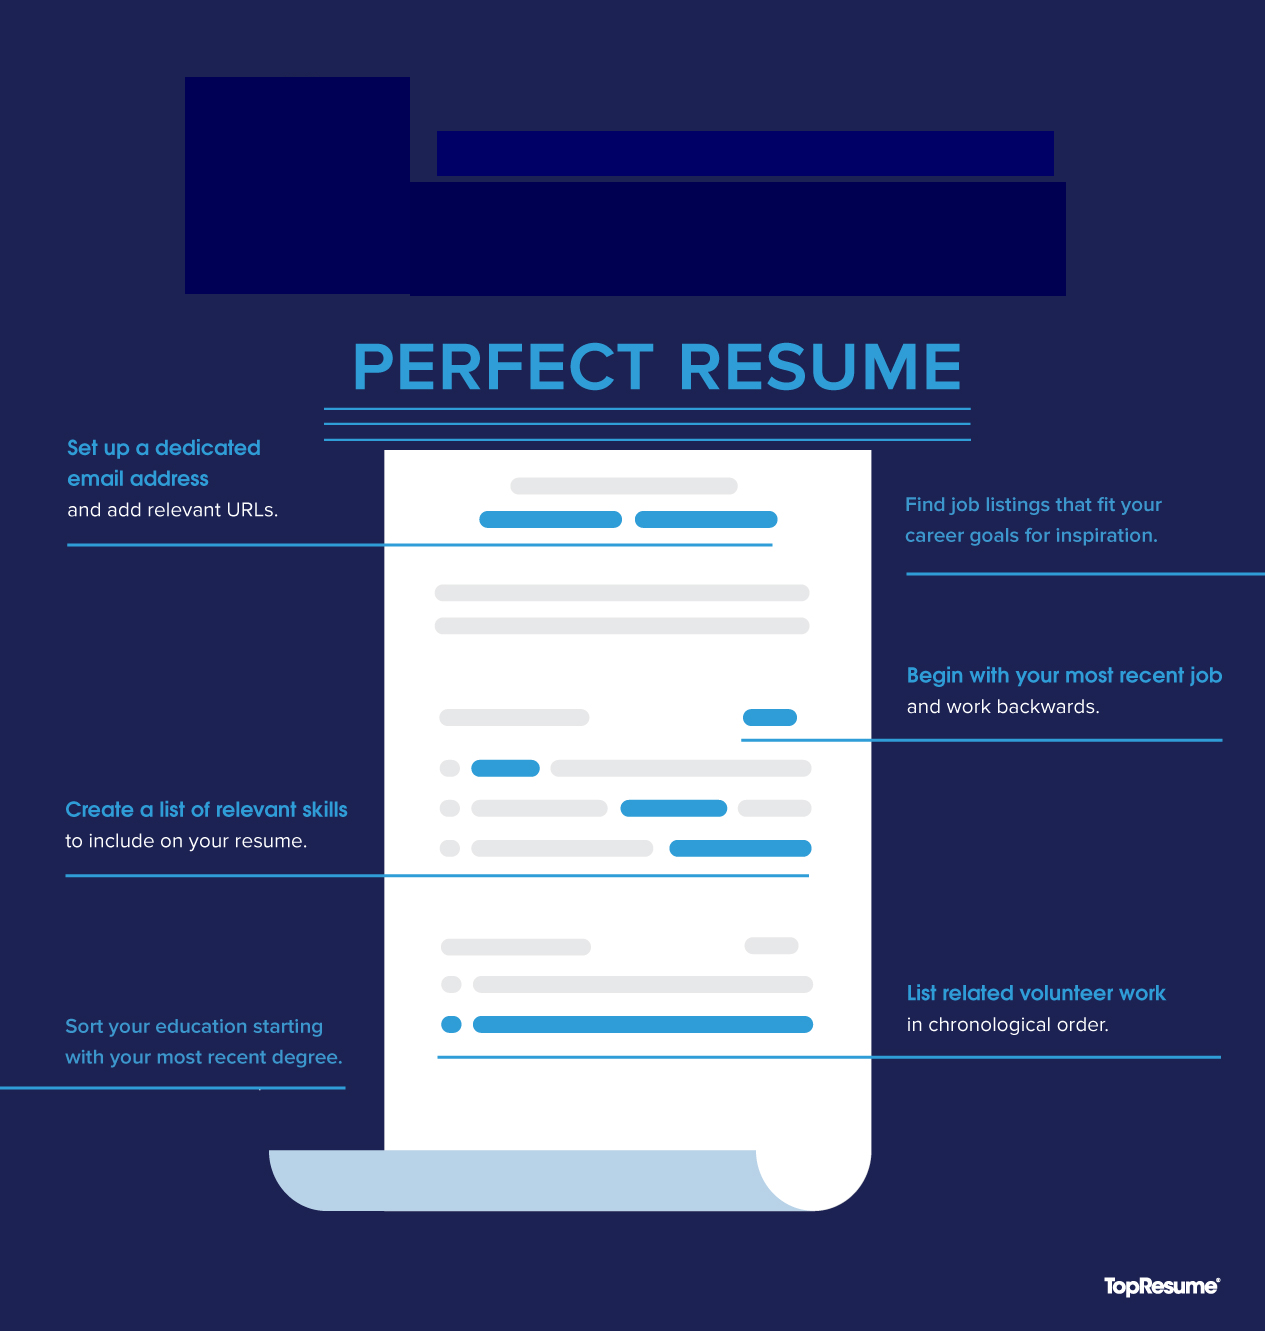 PERFECT RESUME
Set up a dedicated
email address
and add relevant URLs.
Find job listings that fit your
career goals for inspiration.
Begin with your most recent job
and work backwards.
Create a list of relevant skills
to include on your resume.
List related volunteer work
in chronological order.
Sort your education starting
with your most recent degree.
TopResume®